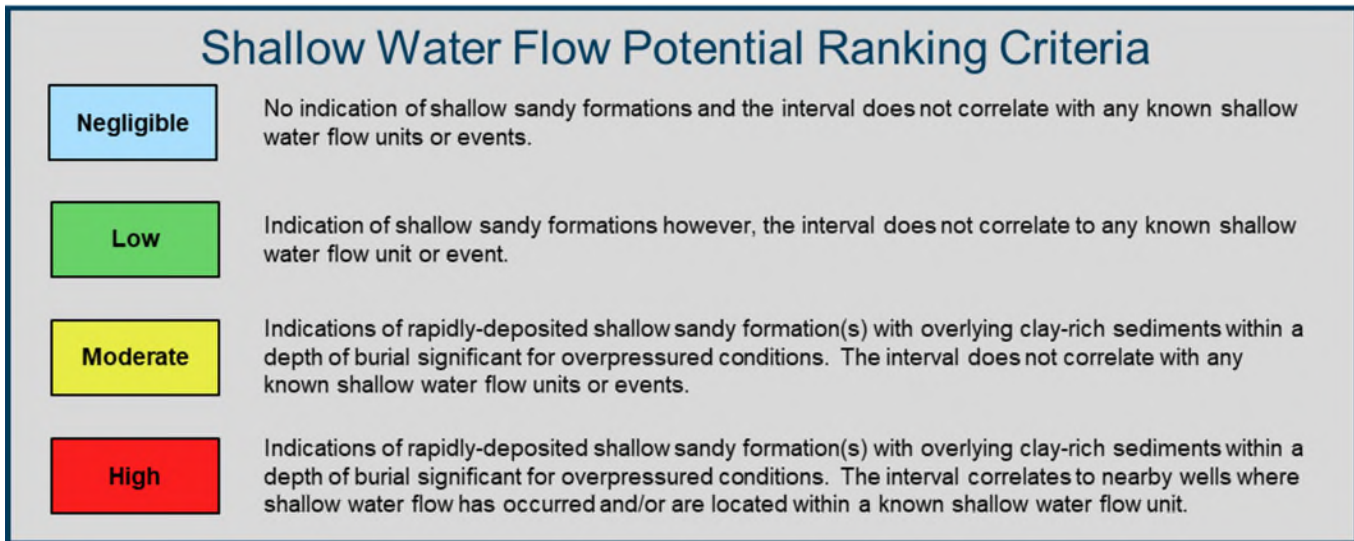 Shallow Water Flow Potential Ranking Criteria
Negligible
No indication of shallow sandy formations and the interval does not correlate with any known shallow
water flow units or events.
Low
Indication of shallow sandy formations however, the interval does not correlate to any known shallow
water flow unit or event.
Moderate
Indications of rapidly-deposited shallow sandy formation(s) with overlying clay-rich sediments within a
depth of burial significant for overpressured conditions. The interval does not correlate with any
known shallow water flow units or events.
High
Indications of rapidly-deposited shallow sandy formation(s) with overlying clay-rich sediments within a
depth of burial significant for overpressured conditions. The interval correlates to nearby wells where
shallow water flow has occurred and/or are located within a known shallow water flow unit.